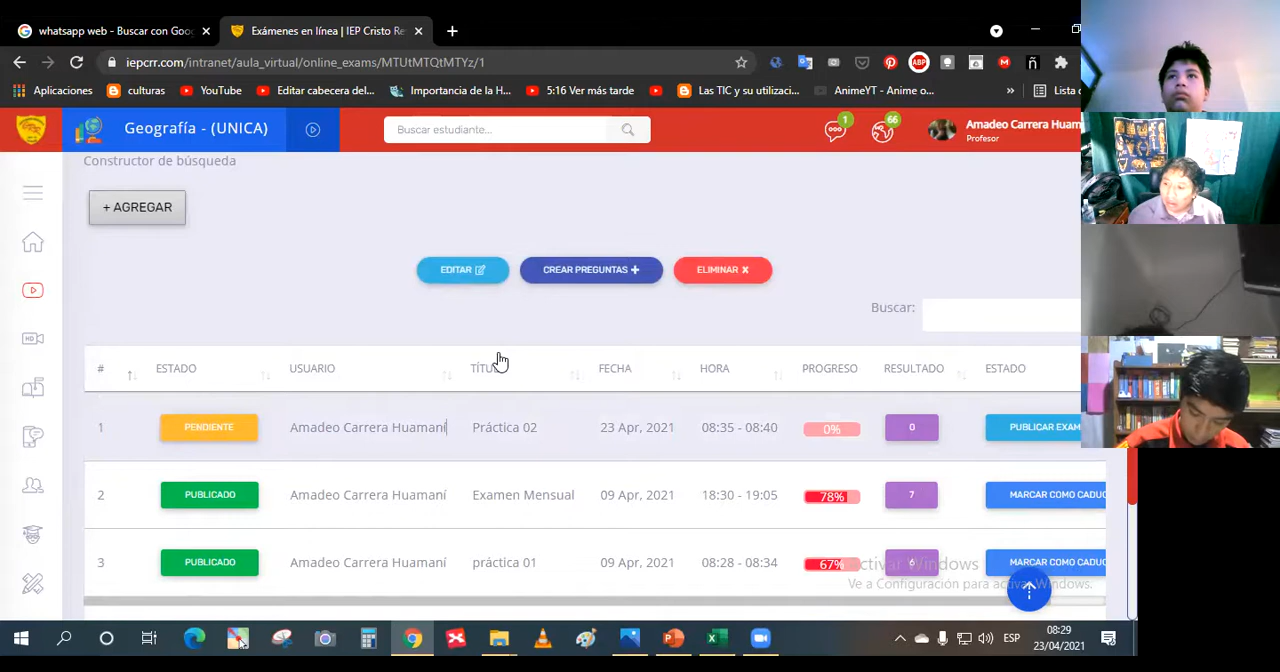 whatsapp web - Buscar con Goo
Exámenes en línea | IEP Cristo Re
iepcrr.com/intranet/aula_virtual/online_exams/MTUtMTQtMTYz/1
Aplicaciones
culturas
YouTube
Editar cabecera del...
Importancia de la H...
5:16 Ver más tarde
Las TIC y su utilizaci...
AnimeYT - Anime o...
»
Lista
Geografía - (UNICA)
Buscar estudiante...
1
66
Amadeo Carrera Huam
Profesor
Constructor de búsqueda
+ AGREGAR
EDITAR
CREAR PREGUNTAS
ELIMINAR
Buscar:
# ESTADO USUARIO TÍTU FECHA HORA PROGRESO RESULTADO ESTADO
1 PENDIENTE Amadeo Carrera Huamaní Práctica 02 23 Apr, 2021 08:35 - 08:40 0% 0 PUBLICAR EXAM
2 PUBLICADO Amadeo Carrera Huamaní Examen Mensual 09 Apr, 2021 18:30 - 19:05 78% 7 MARCAR COMO CADUC
3 PUBLICADO Amadeo Carrera Huamaní práctica 01 09 Apr, 2021 08:28 - 08:34 67% 6 MARCAR COMO CADUC
Activar Windows
Ve a Configuración para activar Windows.
ESP
08:29
23/04/2021